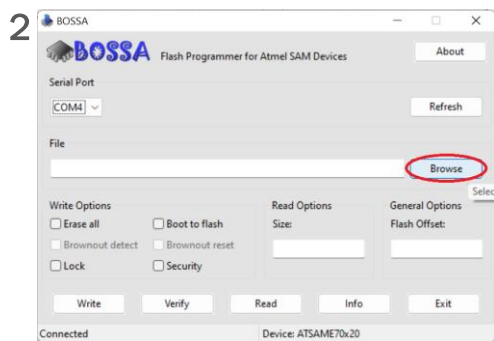 2
BOSSA
BOSSA Flash Programmer for Atmel SAM Devices About
Serial Port
COM4 Refresh
File
Browse
Selec
Write Options Read Options General Options
Erase all Boot to flash Size: Flash Offset:
Brownout detect Brownout reset
Lock Security
Write Verify Read Info Exit
Connected Device: ATSAME70x20